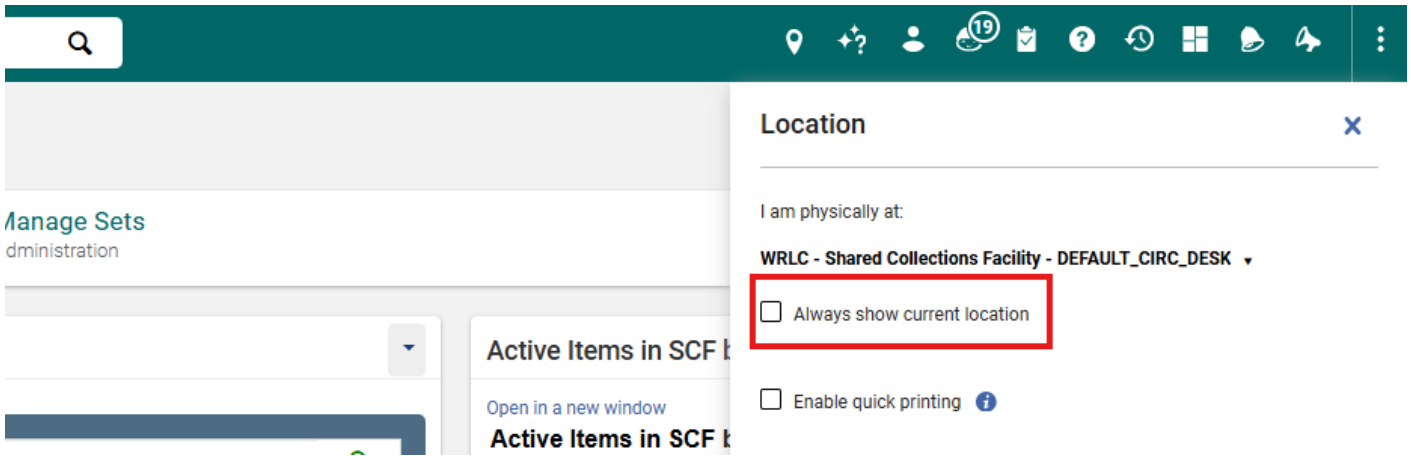 19
Location
I am physically at:
WRLC - Shared Collections Facility - DEFAULT_CIRC_DESK
Always show current location
Enable quick printing
Manage Sets
dministration
Active Items in SCF
Open in a new window
Active Items in SCF